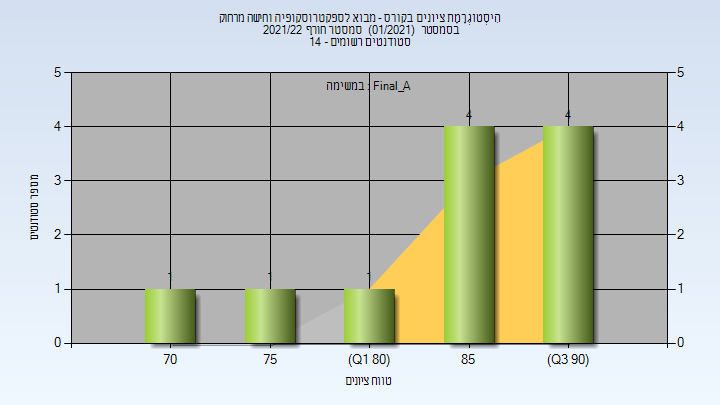 היסטוגרמת ציונים בקורס - מבוא לספקטרוסקופיה וחישה מרחוק
בסמסטר (01/2021) סמסטר חורף 2021/22
סטודנטים רשומים - 14
במשימה : Final_A
מספר סטודנטים
5 5
4 4
3 3
2 2
1 1
0 0
1 1 1 4 4
70 75 (Q1 80) 85 (Q3 90)
טווח ציונים